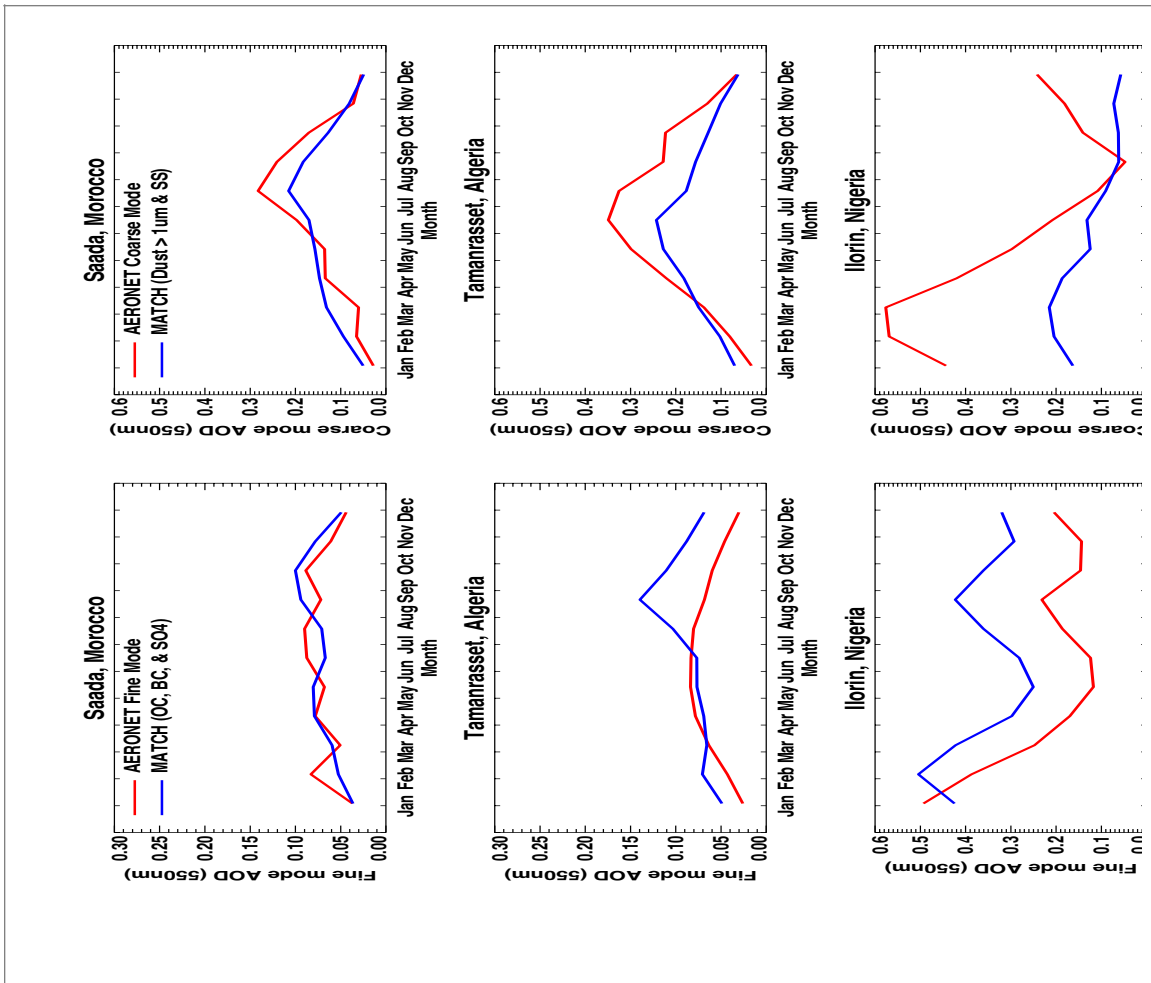 Saada, Morocco
AERONET Fine Mode
MATCH (OC, BC, & SO4)
0.30
0.25
0.20
0.15
0.10
0.05
0.00
Fine mode AOD (550nm)
Jan Feb Mar Apr May Jun Jul Aug Sep Oct Nov Dec
Month
Saada, Morocco
AERONET Coarse Mode
MATCH (Dust > 1um & SS)
0.6
0.5
0.4
0.3
0.2
0.1
0.0
Coarse mode AOD (550nm)
Jan Feb Mar Apr May Jun Jul Aug Sep Oct Nov Dec
Month
Tamanrasset, Algeria
0.30
0.25
0.20
0.15
0.10
0.05
0.00
Fine mode AOD (550nm)
Jan Feb Mar Apr May Jun Jul Aug Sep Oct Nov Dec
Month
Tamanrasset, Algeria
0.6
0.5
0.4
0.3
0.2
0.1
0.0
Coarse mode AOD (550nm)
Jan Feb Mar Apr May Jun Jul Aug Sep Oct Nov Dec
Month
Ilorin, Nigeria
0.6
0.5
0.4
0.3
0.2
0.1
0.0
Fine mode AOD (550nm)
Ilorin, Nigeria
0.6
0.5
0.4
0.3
0.2
0.1
0.0
Coarse mode AOD (550nm)